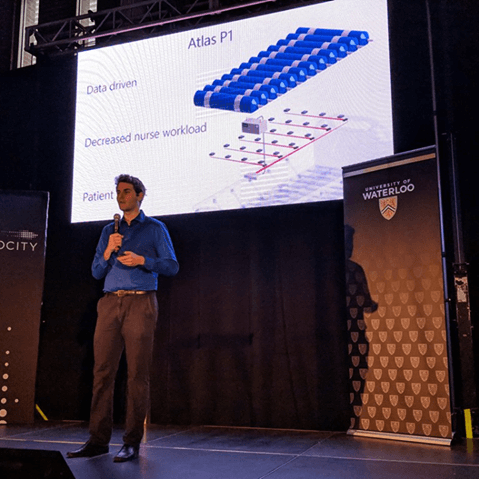 Atlas P1
Data driven
Decreased nurse workload
Patient
OCITY
UNIVERSITY OF
WATERLOO